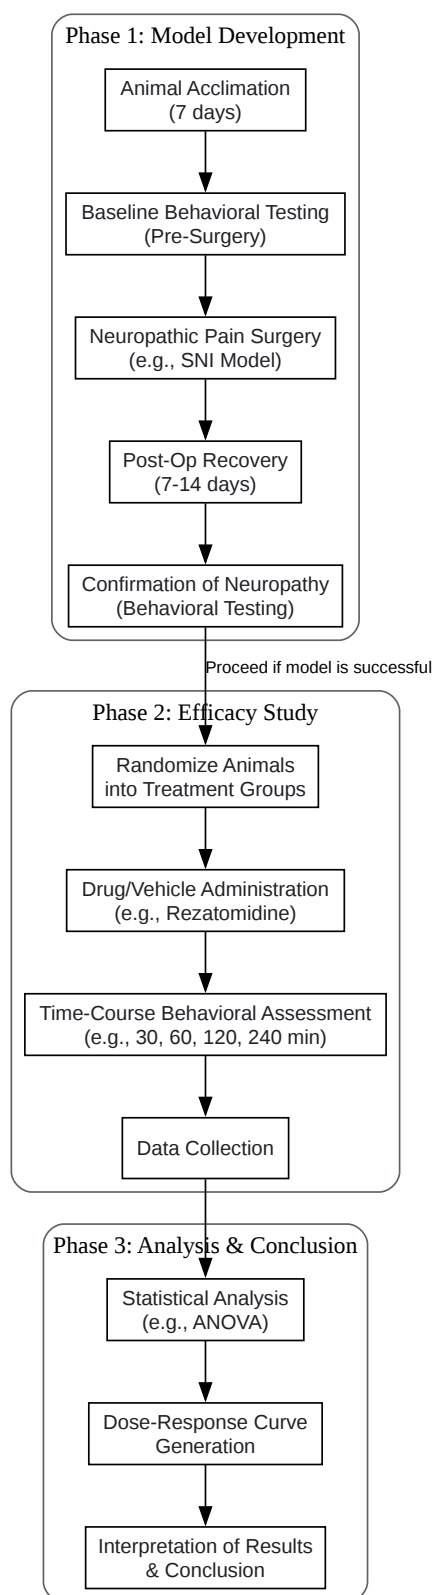 Phase 1: Model Development
Animal Acclimation
(7 days)
Baseline Behavioral Testing
(Pre-Surgery)
Neuropathic Pain Surgery
(e.g., SNI Model)
Post-Op Recovery
(7-14 days)
Confirmation of Neuropathy
(Behavioral Testing)
Proceed if model is successful
Phase 2: Efficacy Study
Randomize Animals
into Treatment Groups
Drug/Vehicle Administration
(e.g., Rezatomidine)
Time-Course Behavioral Assessment
(e.g., 30, 60, 120, 240 min)
Data Collection
Phase 3: Analysis & Conclusion
Statistical Analysis
(e.g., ANOVA)
Dose-Response Curve
Generation
Interpretation of Results
& Conclusion